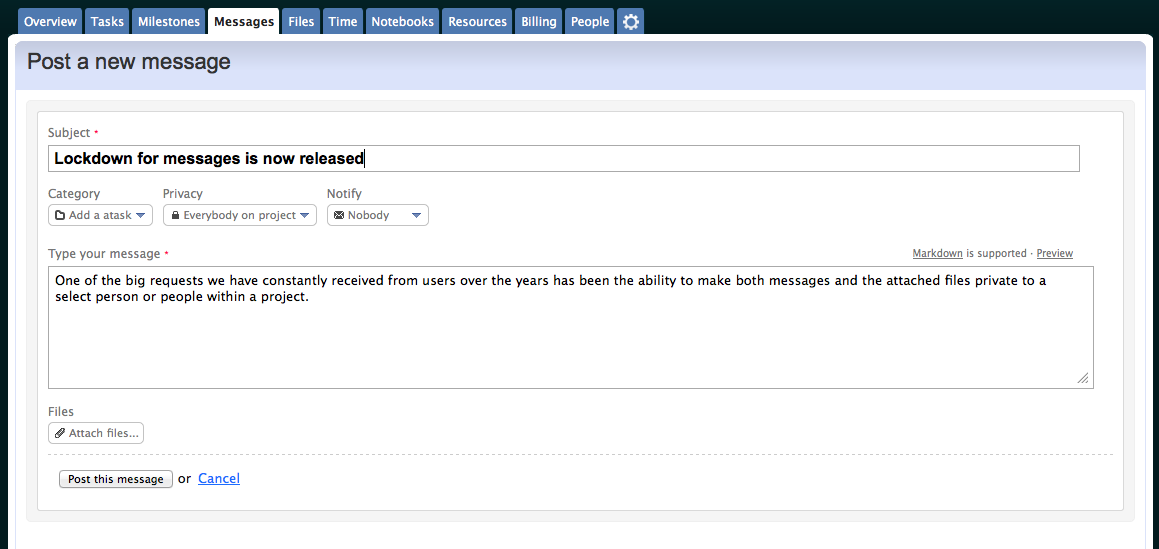 Overview Tasks Milestones Messages Files Time Notebooks Resources Billing People
Post a new message
Subject *
Lockdown for messages is now released
Category Privacy Notify
Add a atask Everybody on project Nobody
Type your message *
Markdown is supported · Preview
One of the big requests we have constantly received from users over the years has been the ability to make both messages and the attached files private to a
select person or people within a project.
Files
Attach files...
Post this message or Cancel